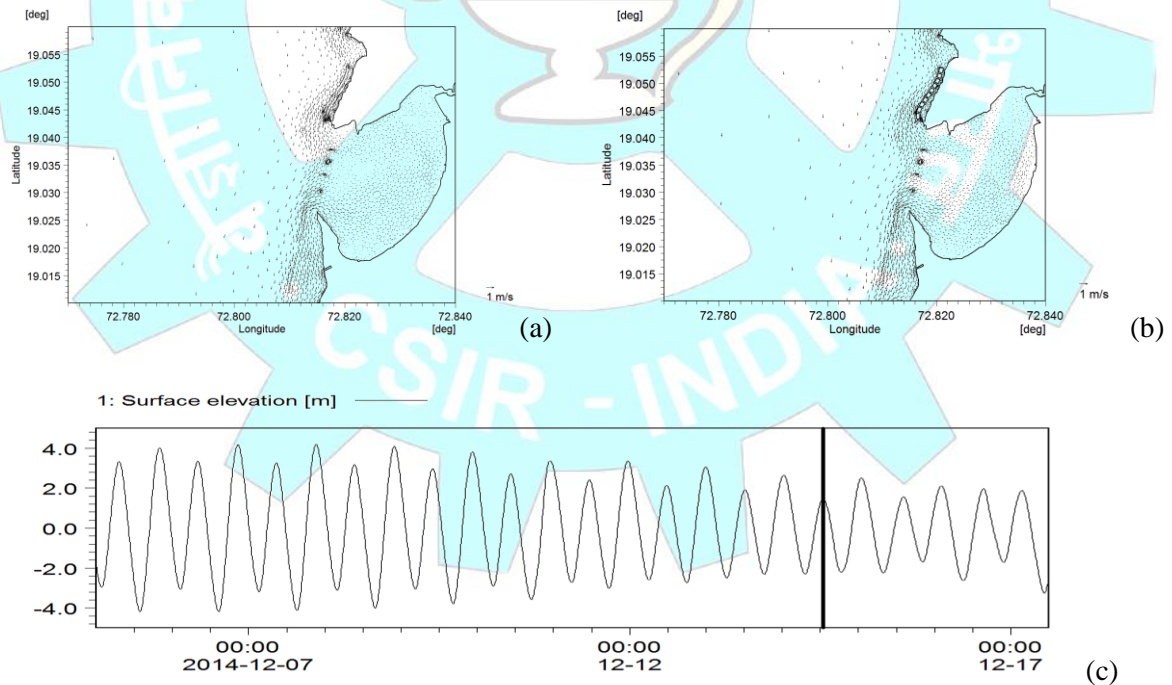 [deg]
19.055
19.050
19.045
19.035
19.030
19.025
19.020
19.015
Latitude
72.780
72.800
72.820
72.840
Longitude
[deg]
1 m/s
(a)
[deg]
19.055
19.050
19.045
19.035
19.030
19.025
19.020
19.015
Latitude
72.780
72.800
72.820
72.840
Longitude
[deg]
1 m/s
(b)
CSIR - INDIA
1: Surface elevation [m]
4.0
2.0
0.0
-2.0
-4.0
00:00
2014-12-07
00:00
12-12
00:00
12-17
(c)